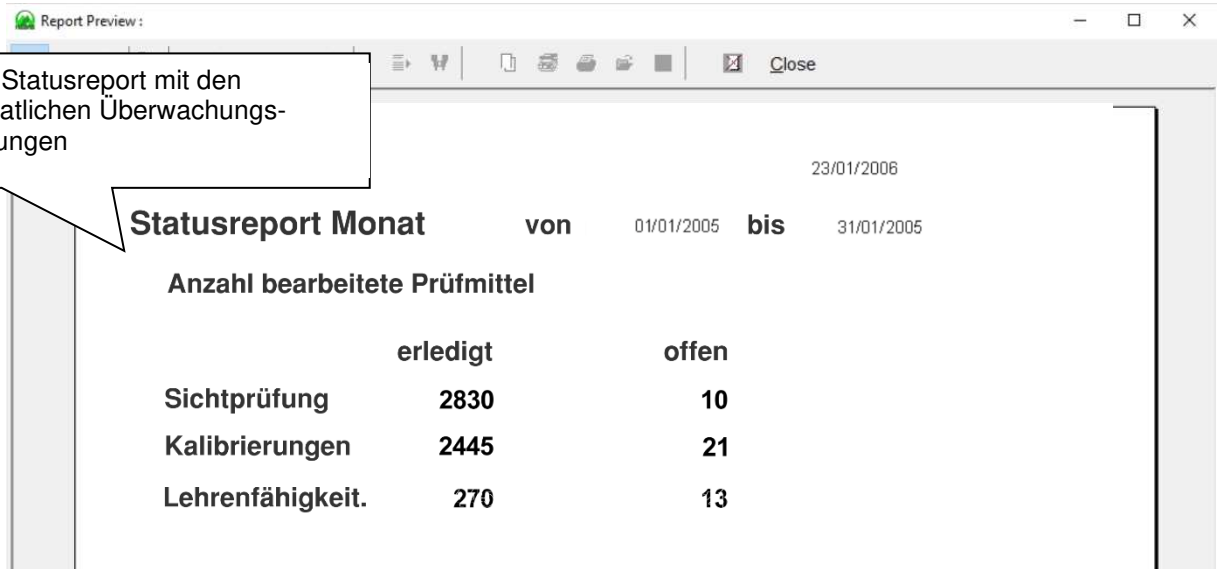 Report Preview :
Close
Statusreport mit den
atlichen Überwachungs-
ungen
23/01/2006
Statusreport Monat von 01/01/2005 bis 31/01/2005
Anzahl bearbeitete Prüfmittel
erledigt offen
Sichtprüfung 2830 10
Kalibrierungen 2445 21
Lehrenfähigkeit. 270 13